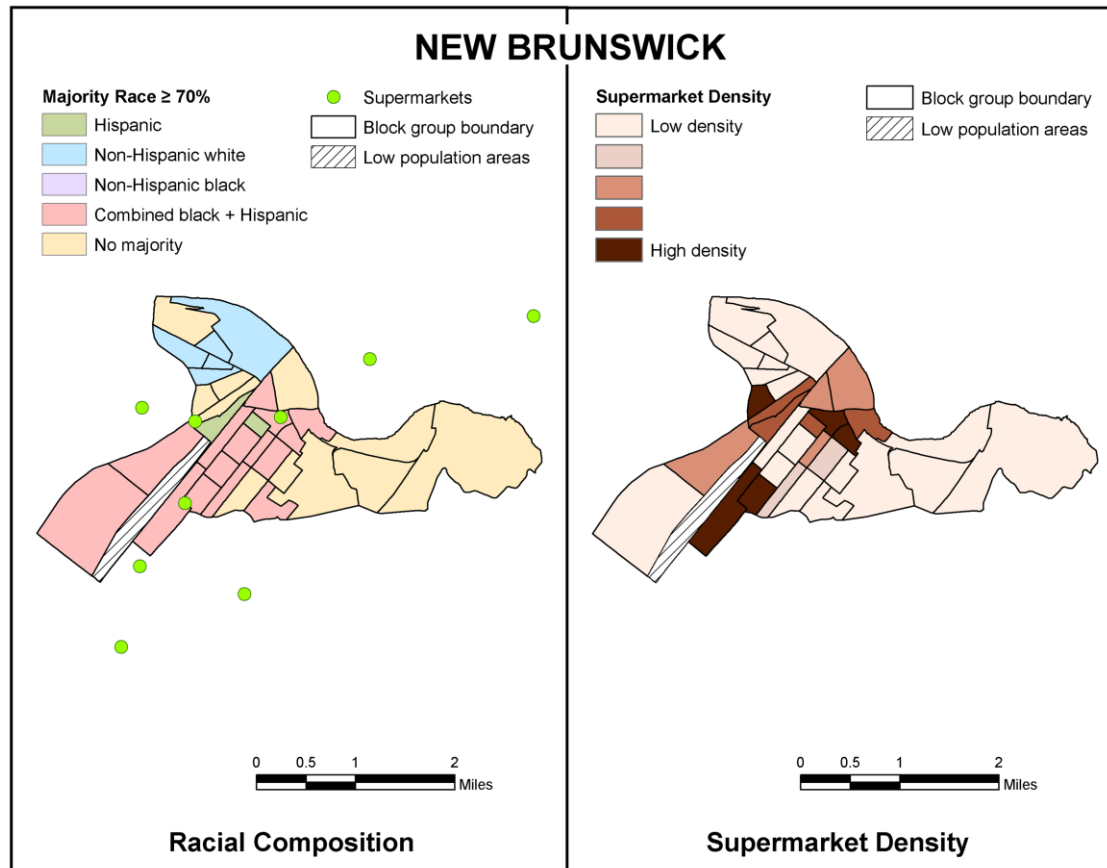 NEW BRUNSWICK
Majority Race ≥ 70%
Hispanic
Non-Hispanic white
Non-Hispanic black
Combined black + Hispanic
No majority
Supermarkets
Block group boundary
Low population areas
0 0.5 1 2
Miles
Racial Composition
Supermarket Density
Low density
High density
Block group boundary
Low population areas
0 0.5 1 2
Miles
Supermarket Density